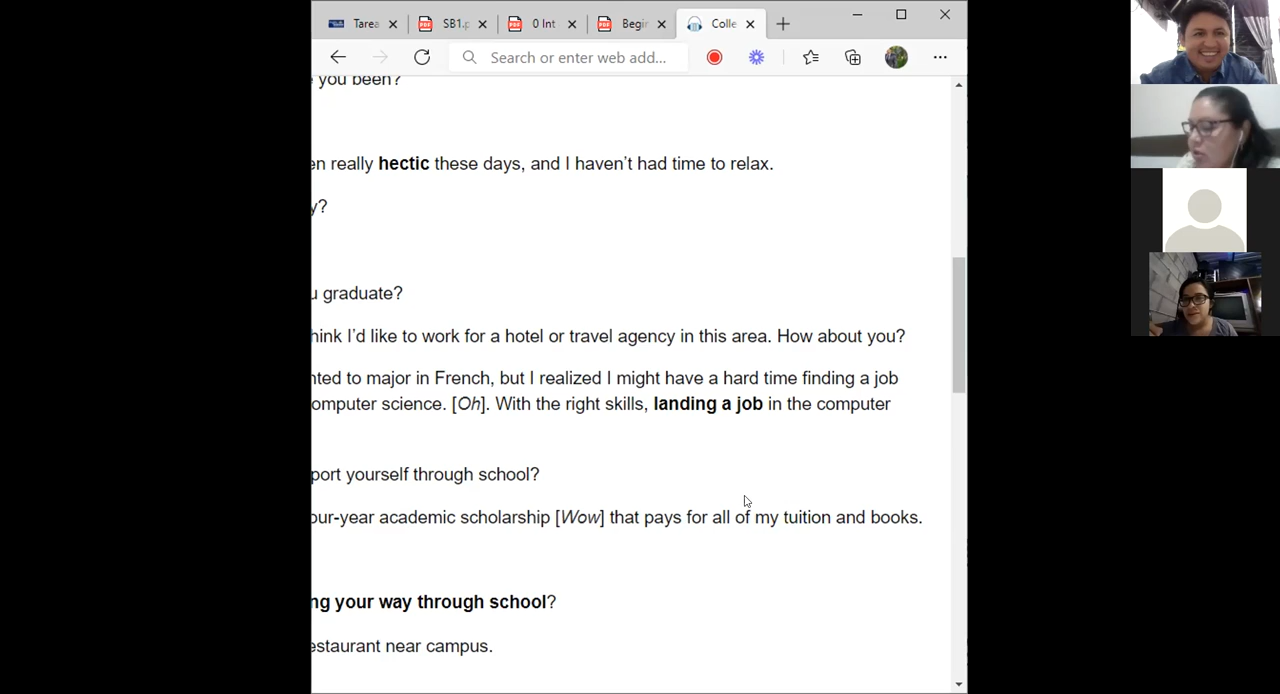 Tarea
SB1.p
0 Int
Begir
Colle
Search or enter web add...
you been?
en really hectic these days, and I haven't had time to relax.
y?
u graduate?
hink I'd like to work for a hotel or travel agency in this area. How about you?
nted to major in French, but I realized I might have a hard time finding a job
omputer science. [Oh]. With the right skills, landing a job in the computer
port yourself through school?
our-year academic scholarship [Wow] that pays for all of my tuition and books.
ng your way through school?
estaurant near campus.